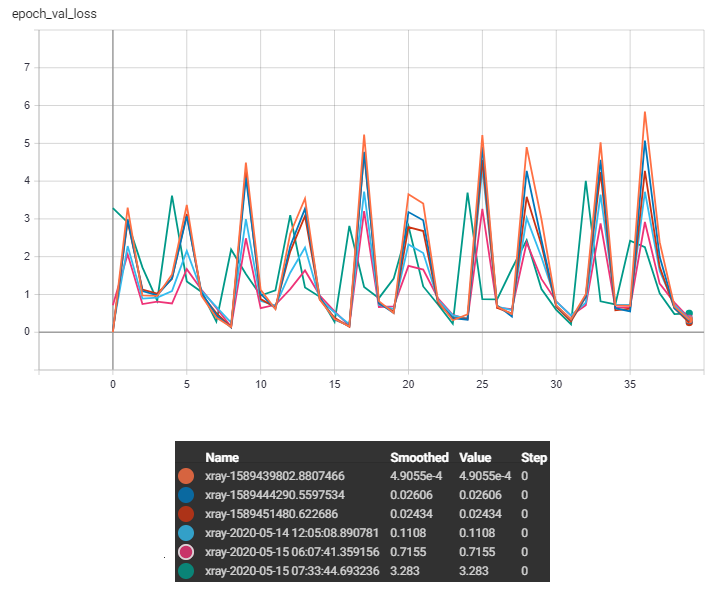 epoch_val_loss
7
6
5
4
3
2
1
0
0 5 10 15 20 25 30 35
Name Smoothed Value Step
xray-1589439802.8807466 4.9055e-4 4.9055e-4 0
xray-1589444290.5597534 0.02606 0.02606 0
xray-1589451480.622686 0.02434 0.02434 0
xray-2020-05-14 12:05:08.890781 0.1108 0.1108 0
xray-2020-05-15 06:07:41.359156 0.7155 0.7155 0
xray-2020-05-15 07:33:44.693236 3.283 3.283 0